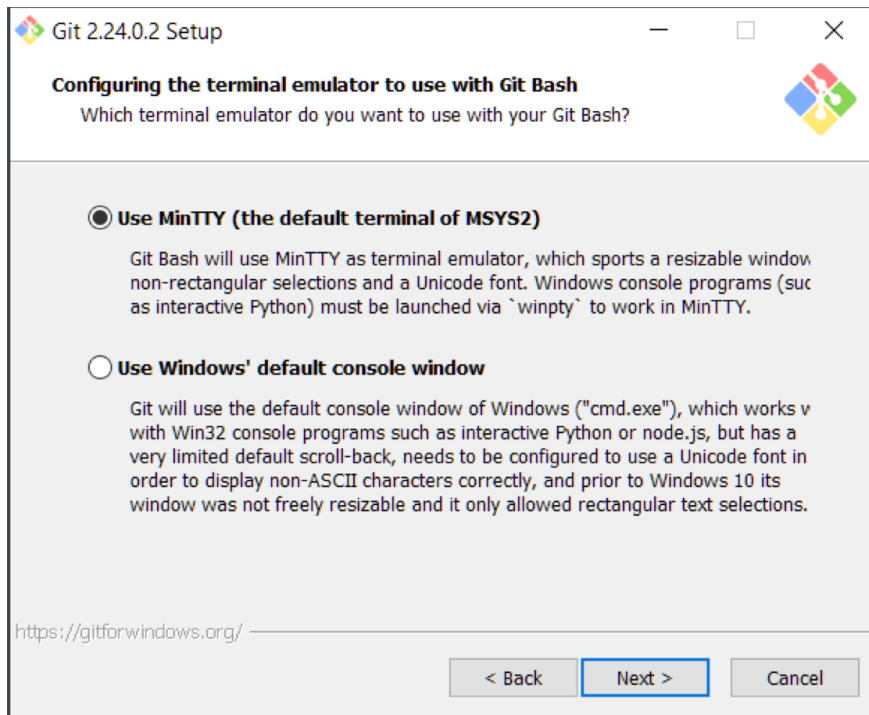 Git 2.24.0.2 Setup
Configuring the terminal emulator to use with Git Bash
Which terminal emulator do you want to use with your Git Bash?
Use MinTTY (the default terminal of MSYS2)
Git Bash will use MinTTY as terminal emulator, which sports a resizable window
non-rectangular selections and a Unicode font. Windows console programs (suc
as interactive Python) must be launched via `winpty` to work in MinTTY.
Use Windows' default console window
Git will use the default console window of Windows ("cmd.exe"), which works
with Win32 console programs such as interactive Python or node.js, but has a
very limited default scroll-back, needs to be configured to use a Unicode font in
order to display non-ASCII characters correctly, and prior to Windows 10 its
window was not freely resizable and it only allowed rectangular text selections.
https://gitforwindows.org/
< Back
Next >
Cancel